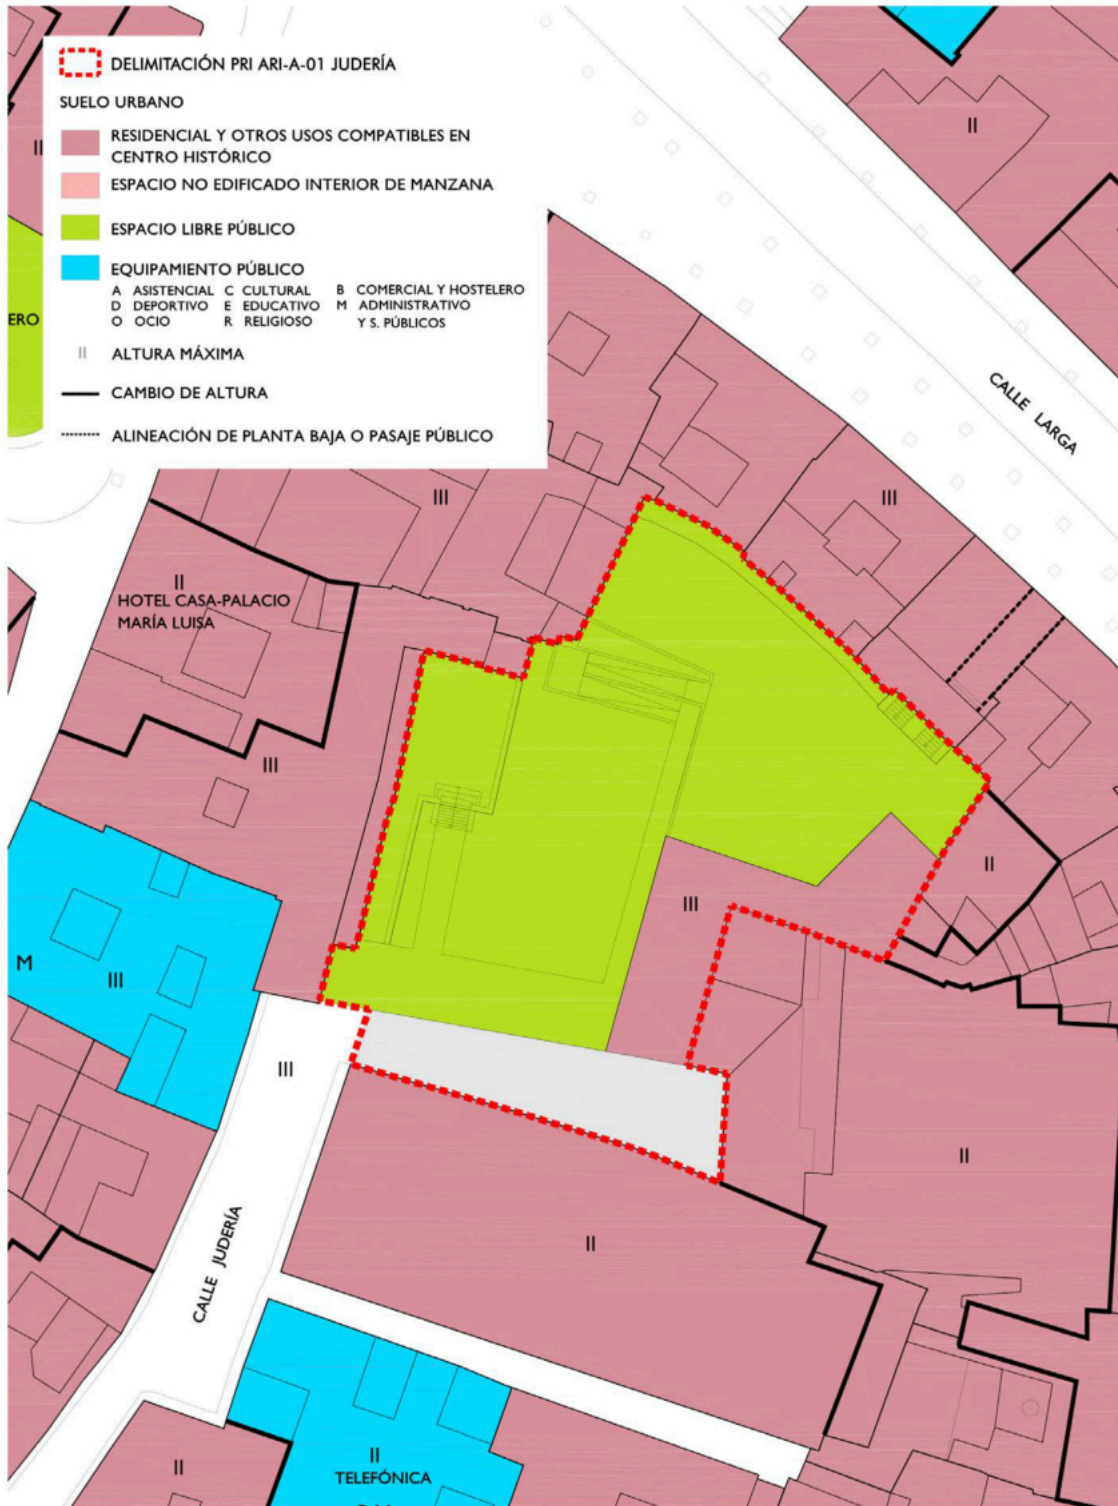 DELIMITACIÓN PRI ARI-A-01 JUDERÍA
SUELO URBANO
RESIDENCIAL Y OTROS USOS COMPATIBLES EN
CENTRO HISTÓRICO
ESPACIO NO EDIFICADO INTERIOR DE MANZANA
ESPACIO LIBRE PÚBLICO
EQUIPAMIENTO PÚBLICO
A ASISTENCIAL C CULTURAL B COMERCIAL Y HOSTELERO
D DEPORTIVO E EDUCATIVO M ADMINISTRATIVO
O OCIO R RELIGIOSO Y S. PÚBLICOS
II ALTURA MÁXIMA
CAMBIO DE ALTURA
ALINEACIÓN DE PLANTA BAJA O PASAJE PÚBLICO
II
II
ERO
CALLE LARGA
III
III
II
HOTEL CASA-PALACIO
MARÍA LUISA
III
II
III
M
III
III
II
II
CALLE JUDERÍA
II
II
TELEFÓNICA